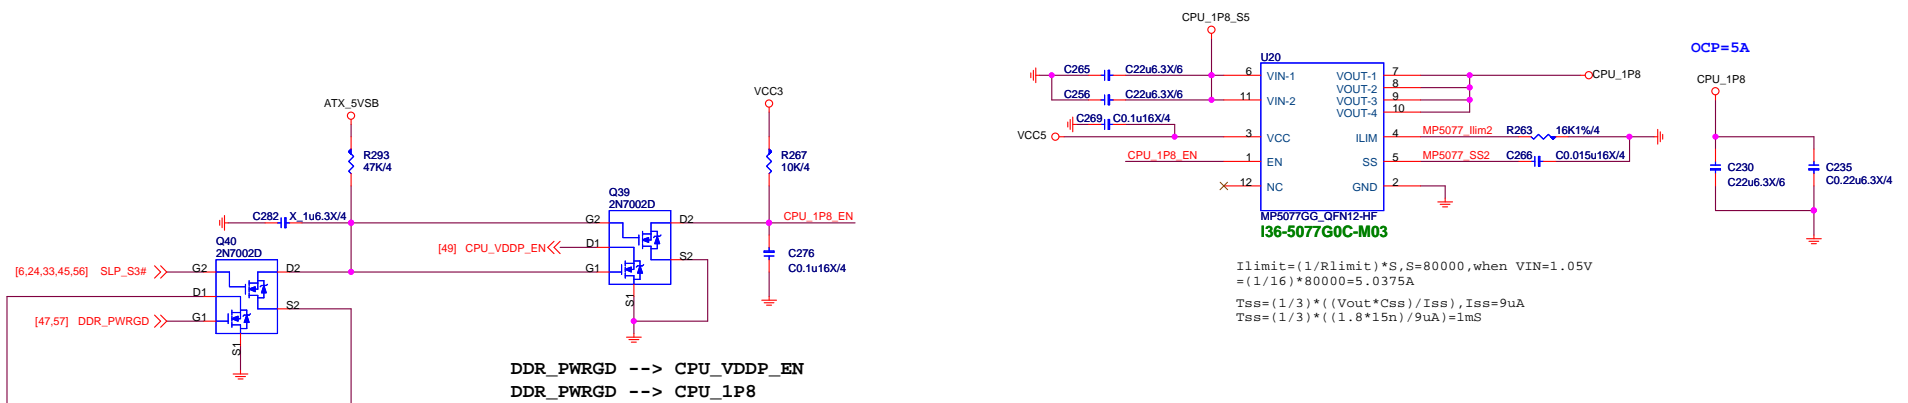 CPU_1P8_S5
OCP=5A
U20
C265 C22u6.3X/6 6 VIN-1 VOUT-1 7 CPU_1P8
VOUT-2 8
C256 C22u6.3X/6 11 VIN-2 VOUT-3 9
VOUT-4 10
CPU_1P8
C269 C0.1u16X/4
VCC5 3 VCC ILIM 4 MP5077_Ilim2 R263 16K1%/4
CPU_1P8_EN 1 EN SS 5 MP5077_SS2 C266 C0.015u16X/4
12 NC GND 2
C230
C22u6.3X/6
C235
C0.22u6.3X/4
MP5077GG_QFN12-HF
I36-5077G0C-M03
Ilimit=(1/Rlimit)*S,S=80000,when VIN=1.05V
=(1/16)*80000=5.0375A
Tss=(1/3)*((Vout*Css)/Iss),Iss=9uA
Tss=(1/3)*((1.8*15n)/9uA)=1mS
ATX_5VSB
VCC3
R293
47K/4
R267
10K/4
Q39
2N7002D
C282 X_1u6.3X/4 G2 D2 CPU_1P8_EN
[49] CPU_VDDP_EN D1
G1 S2
S1
C276
C0.1u16X/4
Q40
2N7002D
[6,24,33,45,56] SLP_S3# G2 D2
D1 S2
[47,57] DDR_PWRGD G1
S1
DDR_PWRGD --> CPU_VDDP_EN
DDR_PWRGD --> CPU_1P8